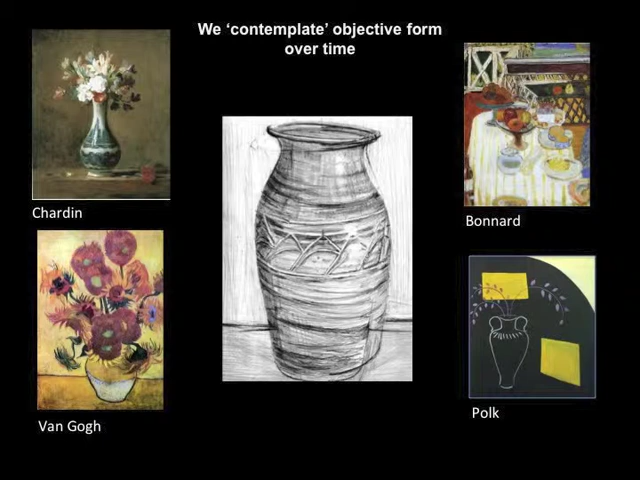 We ‘contemplate’ objective form
over time
Chardin
Bonnard
Van Gogh
Polk